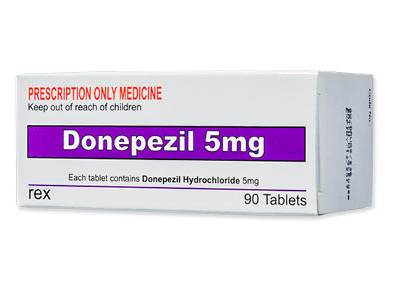 PRESCRIPTION ONLY MEDICINE
Keep out of reach of children
Donepezil 5mg
Each tablet contains Donepezil Hydrochloride 5mg
rex
90 Tablets